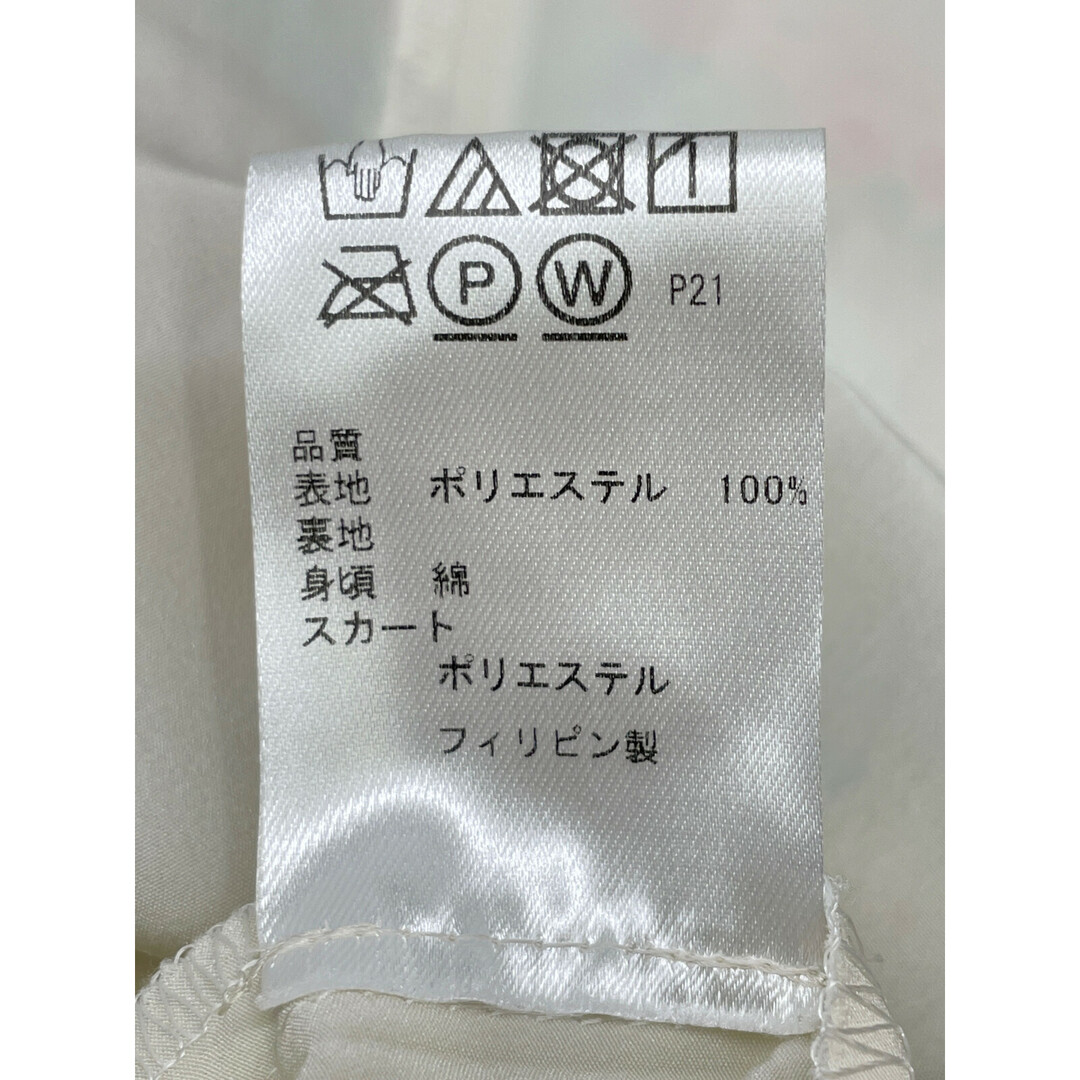 P W P21
品質
表地 ポリエステル 100%
裏地
身頃 綿
スカート
ポリエステル
フィリピン製